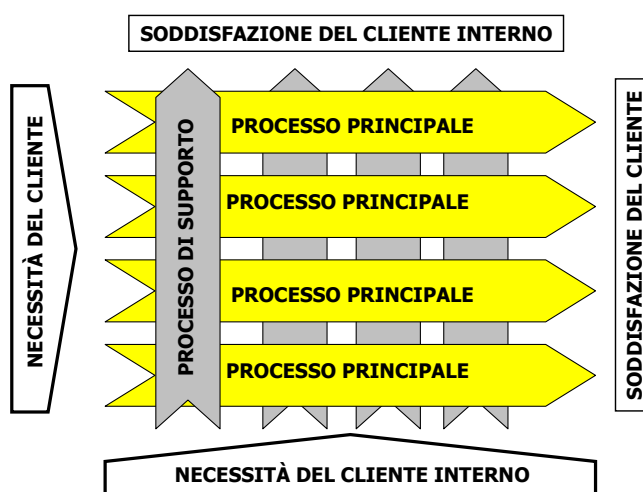 SODDISFAZIONE DEL CLIENTE INTERNO
NECESSITÀ DEL CLIENTE
PROCESSO DI SUPPORTO
PROCESSO PRINCIPALE
PROCESSO PRINCIPALE
PROCESSO PRINCIPALE
PROCESSO PRINCIPALE
SODDISFAZIONE DEL CLIENTE
NECESSITÀ DEL CLIENTE INTERNO